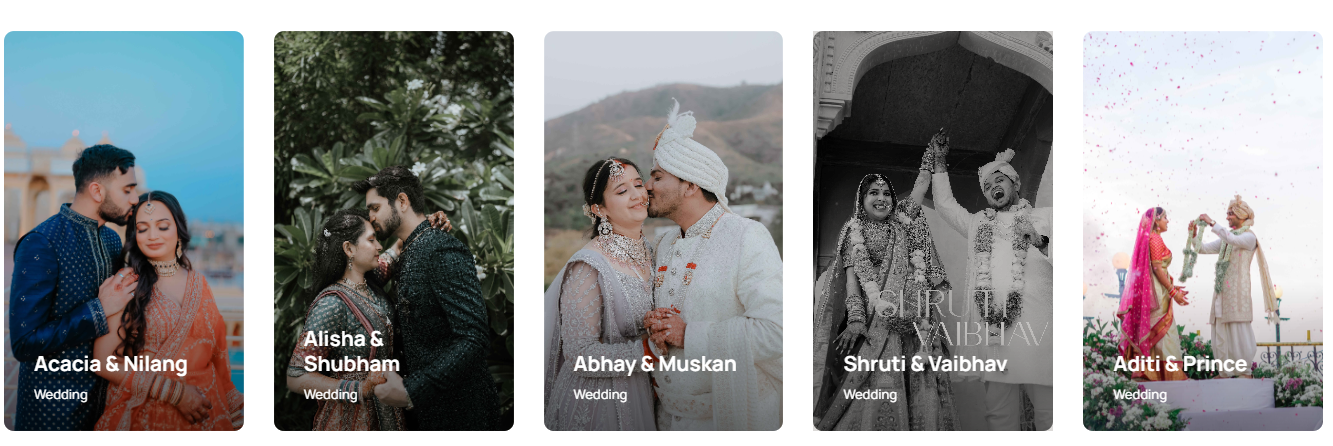 Acacia & Nilang
Wedding
Alisha &
Shubham
Wedding
Abhay & Muskan
Wedding
SHRUTI
VAIBHAV
Shruti & Vaibhav
Wedding
Aditi & Prince
Wedding